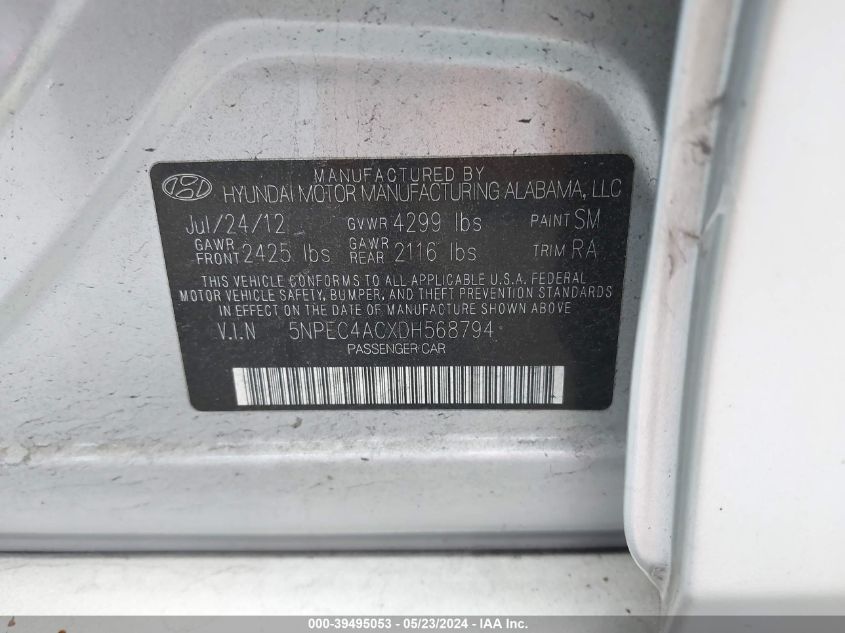 MANUFACTURED BY
HYUNDAI MOTOR MANUFACTURING ALABAMA, LLC
Jul/24/12 GVWR 4299 lbs PAINT SM
GAWR FRONT 2425 lbs GAWR REAR 2116 lbs TRIM RA
THIS VEHICLE CONFORMS TO ALL APPLICABLE U.S.A. FEDERAL
MOTOR VEHICLE SAFETY, BUMPER, AND THEFT PREVENTION STANDARDS
IN EFFECT ON THE DATE OF MANUFACTURE SHOWN ABOVE
V.I.N 5NPEC4ACXDH568794
PASSENGER CAR
000-39495053 - 05/23/2024 - IAA Inc.